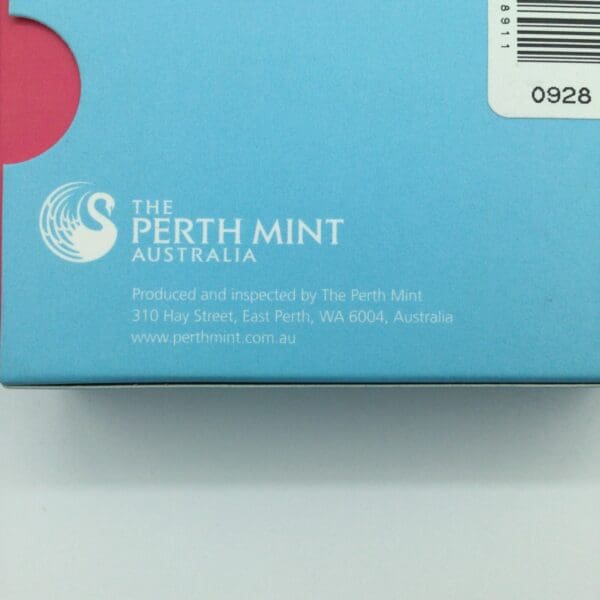 8911
0928
THE
PERTH MINT
AUSTRALIA
Produced and inspected by The Perth Mint
310 Hay Street, East Perth, WA 6004, Australia
www.perthmint.com.au